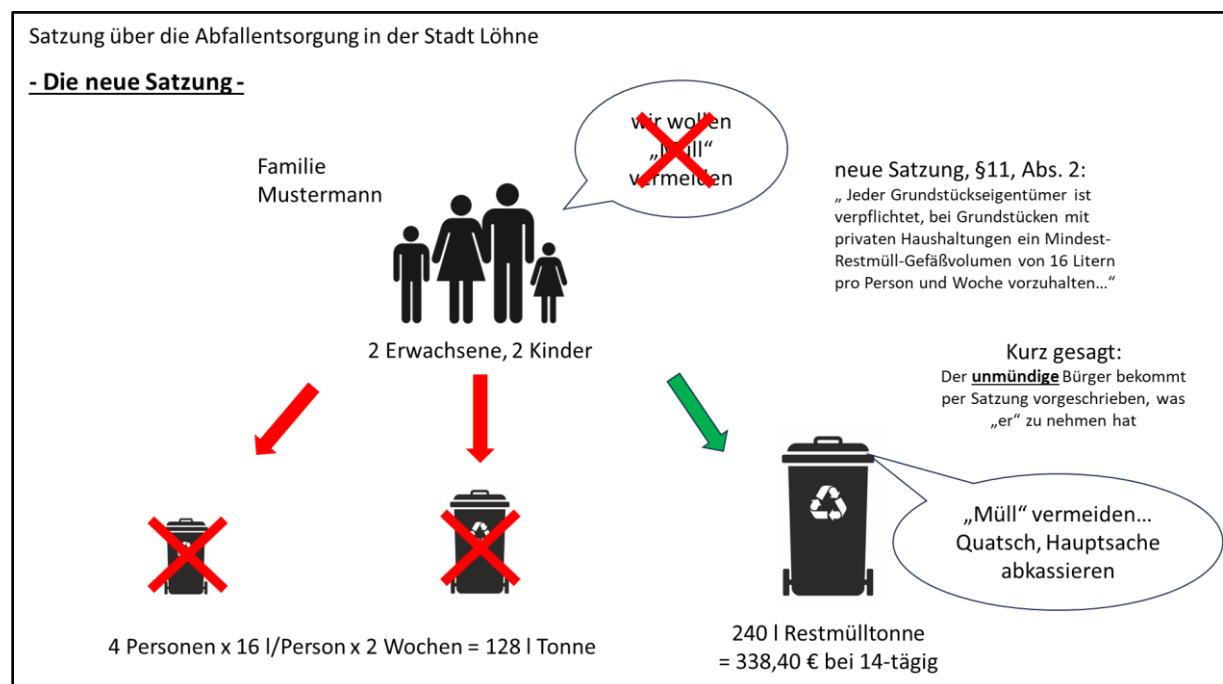 Satzung über die Abfallentsorgung in der Stadt Löhne
- Die neue Satzung -
wir wollen
„Müll“
vermeiden
Familie
Mustermann
neue Satzung, §11, Abs. 2:
„ Jeder Grundstückseigentümer ist
verpflichtet, bei Grundstücken mit
privaten Haushaltungen ein Mindest-
Restmüll-Gefäßvolumen von 16 Litern
pro Person und Woche vorzuhalten…“
2 Erwachsene, 2 Kinder
Kurz gesagt:
Der unmündige Bürger bekommt
per Satzung vorgeschrieben, was
„er“ zu nehmen hat
„Müll“ vermeiden…
Quatsch, Hauptsache
abkassieren
4 Personen x 16 l/Person x 2 Wochen = 128 l Tonne
240 l Restmülltonne
= 338,40 € bei 14-tägig